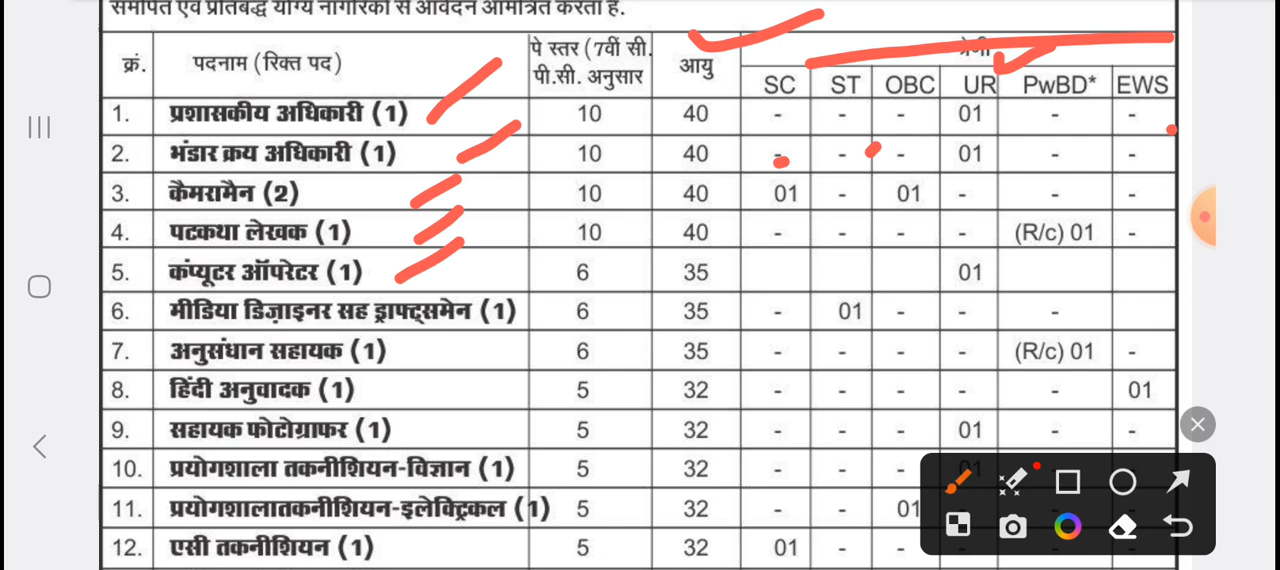 समर्पित एवं प्रतिबद्ध योग्य नागरिकों से आवेदन आमंत्रित करता है.
क्रं. पदनाम (रिक्त पद) पे स्तर (7वीं सी. पी.सी. अनुसार आयु श्रेणी
SC ST OBC UR PwBD* EWS
1. प्रशासकीय अधिकारी (1) 10 40 - - - 01 - -
2. भंडार क्रय अधिकारी (1) 10 40 - - - 01 - -
3. कैमरामैन (2) 10 40 01 - 01 - - -
4. पटकथा लेखक (1) 10 40 - - - - (R/c) 01 -
5. कंप्यूटर ऑपरेटर (1) 6 35 01
6. मीडिया डिज़ाइनर सह ड्राफ्ट्समेन (1) 6 35 - 01 - - -
7. अनुसंधान सहायक (1) 6 35 - - - - (R/c) 01 -
8. हिंदी अनुवादक (1) 5 32 - - - - - 01
9. सहायक फोटोग्राफर (1) 5 32 - - - 01 - -
10. प्रयोगशाला तकनीशियन-विज्ञान (1) 5 32 - - - 01
11. प्रयोगशालातकनीशियन-इलेक्ट्रिकल (1) 5 32 - - 01
12. एसी तकनीशियन (1) 5 32 01 - -